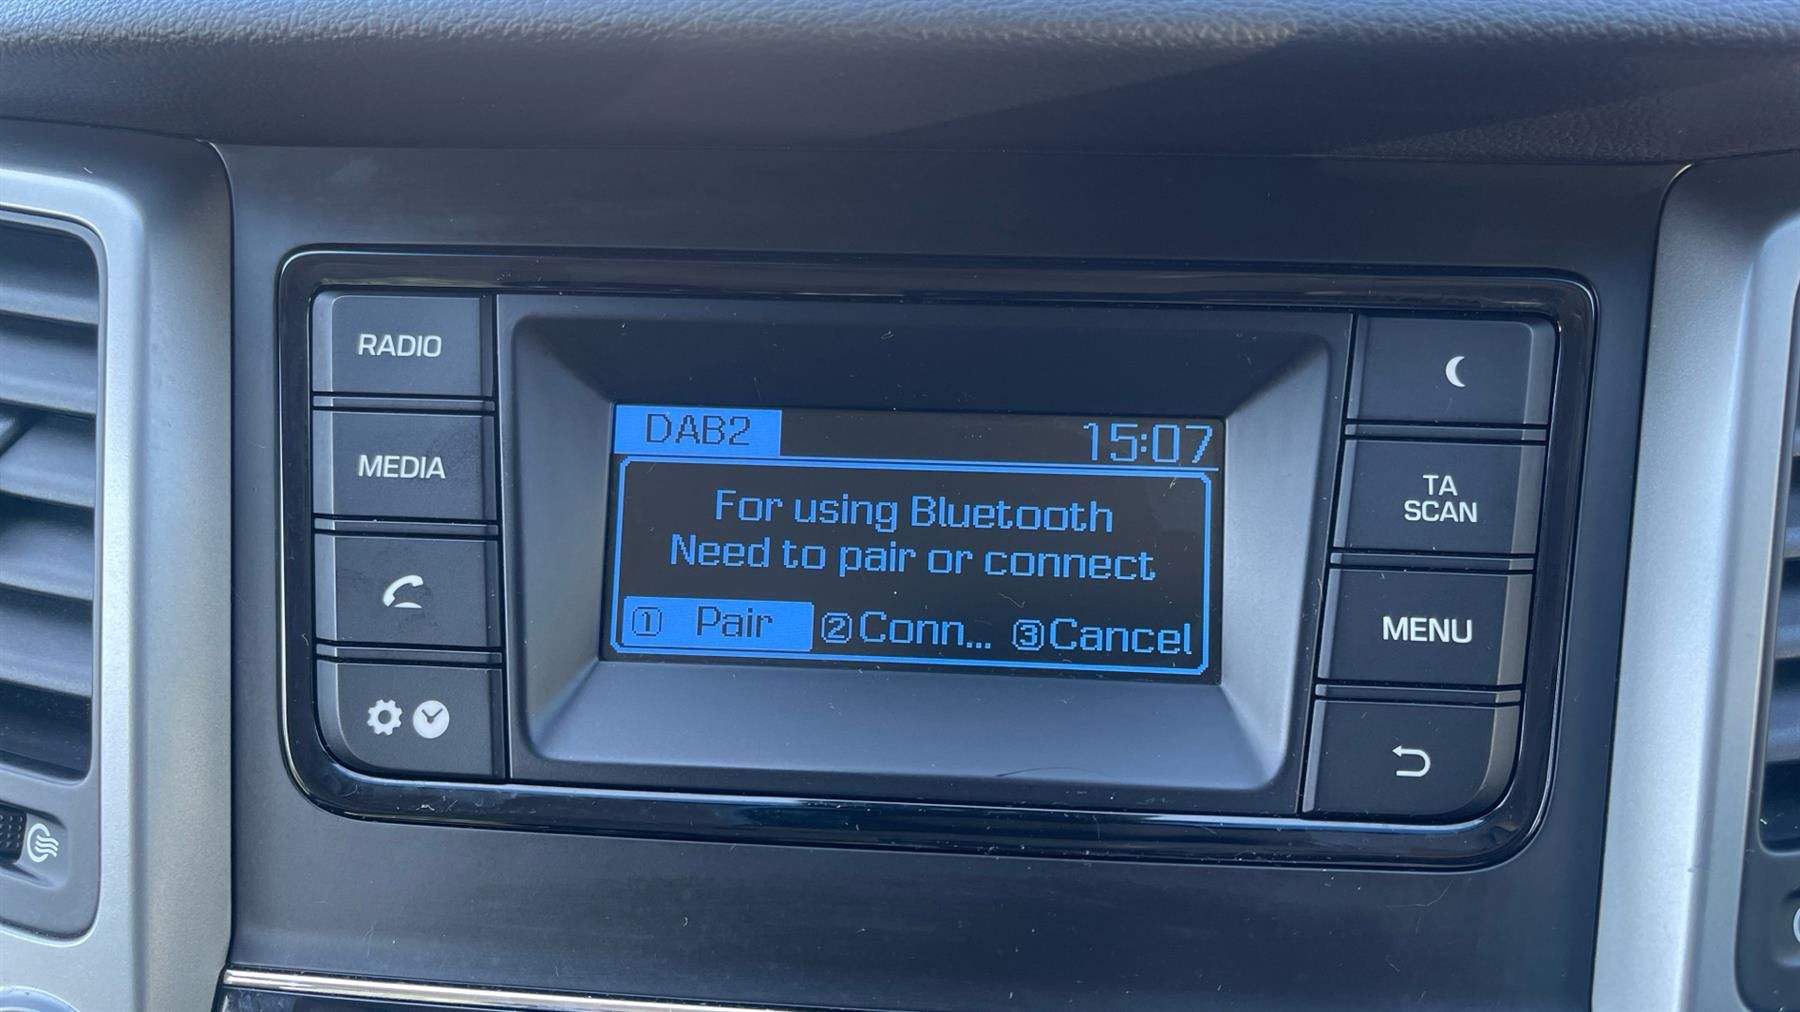 RADIO
MEDIA
DAB2
15:07
For using Bluetooth
Need to pair or connect
① Pair ②Conn... ③Cancel
TA
SCAN
MENU